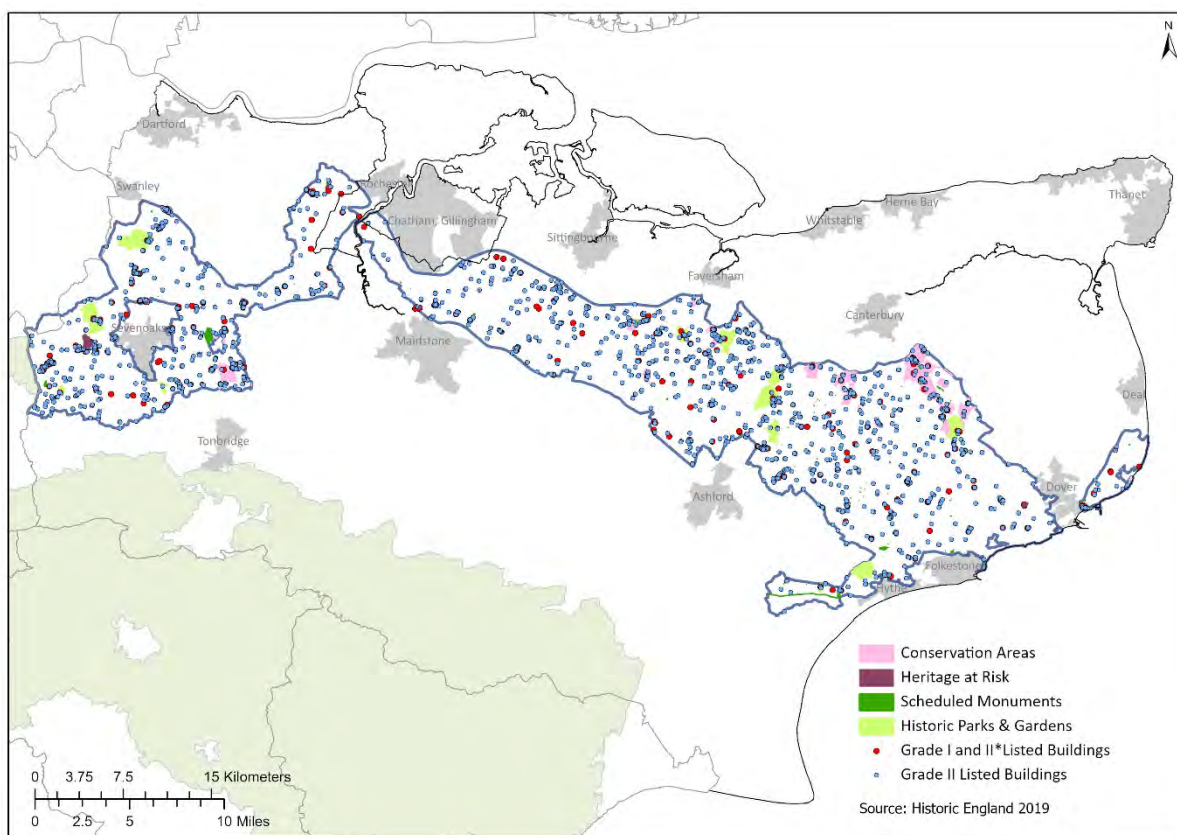 N
Dartford
Swanley
Rochester
Chatham, Gillingham
Sittingbourne
Whitstable
Herne Bay
Thanet
Faversham
Canterbury
Sevenoaks
Maidstone
Deal
Tonbridge
Ashford
Dover
Folkestone
Hythe
Conservation Areas
Heritage at Risk
Scheduled Monuments
Historic Parks & Gardens
Grade I and II*Listed Buildings
Grade II Listed Buildings
Source: Historic England 2019
0 3.75 7.5 15 Kilometers
0 2.5 5 10 Miles